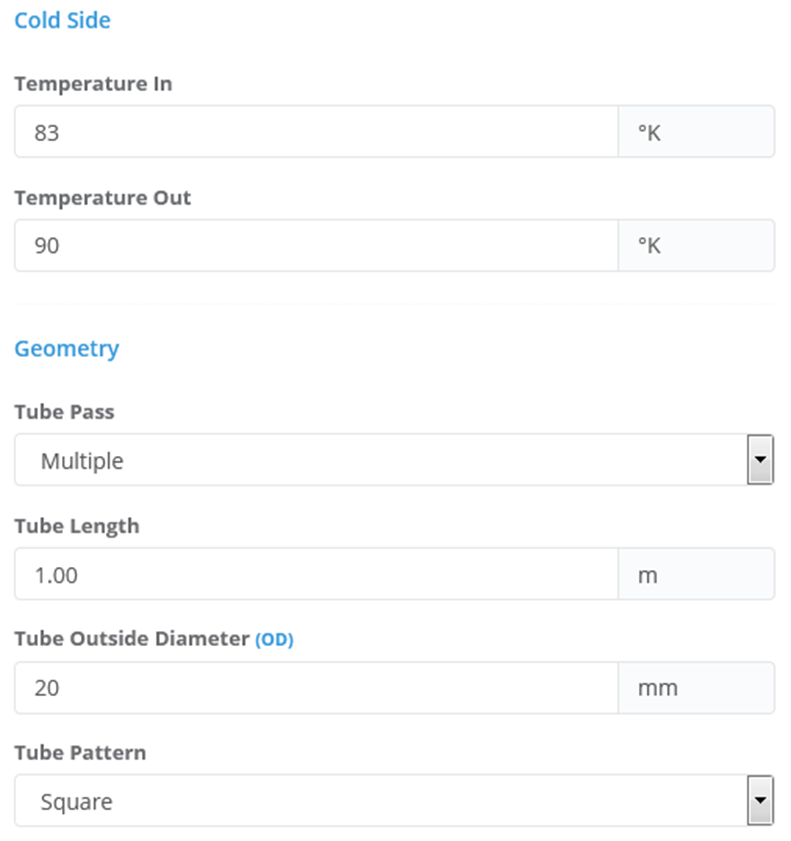 Cold Side
Temperature In
83 °K
Temperature Out
90 °K
Geometry
Tube Pass
Multiple
Tube Length
1.00 m
Tube Outside Diameter (OD)
20 mm
Tube Pattern
Square